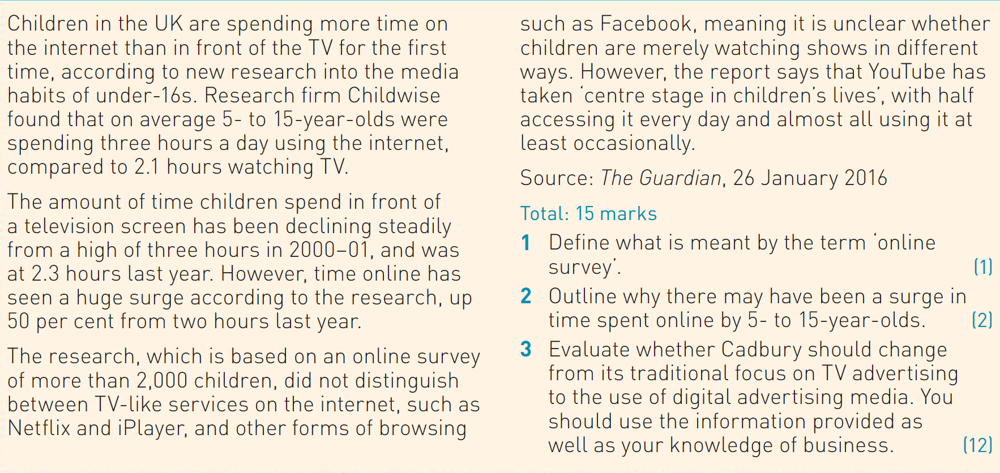 Children in the UK are spending more time on
the internet than in front of the TV for the first
time, according to new research into the media
habits of under-16s. Research firm Childwise
found that on average 5- to 15-year-olds were
spending three hours a day using the internet,
compared to 2.1 hours watching TV.
The amount of time children spend in front of
a television screen has been declining steadily
from a high of three hours in 2000–01, and was
at 2.3 hours last year. However, time online has
seen a huge surge according to the research, up
50 per cent from two hours last year.
The research, which is based on an online survey
of more than 2,000 children, did not distinguish
between TV-like services on the internet, such as
Netflix and iPlayer, and other forms of browsing
such as Facebook, meaning it is unclear whether
children are merely watching shows in different
ways. However, the report says that YouTube has
taken ‘centre stage in children’s lives’, with half
accessing it every day and almost all using it at
least occasionally.
Source: The Guardian, 26 January 2016
Total: 15 marks
1 Define what is meant by the term ‘online
survey’. (1)
2 Outline why there may have been a surge in
time spent online by 5- to 15-year-olds. (2)
3 Evaluate whether Cadbury should change
from its traditional focus on TV advertising
to the use of digital advertising media. You
should use the information provided as
well as your knowledge of business. (12)